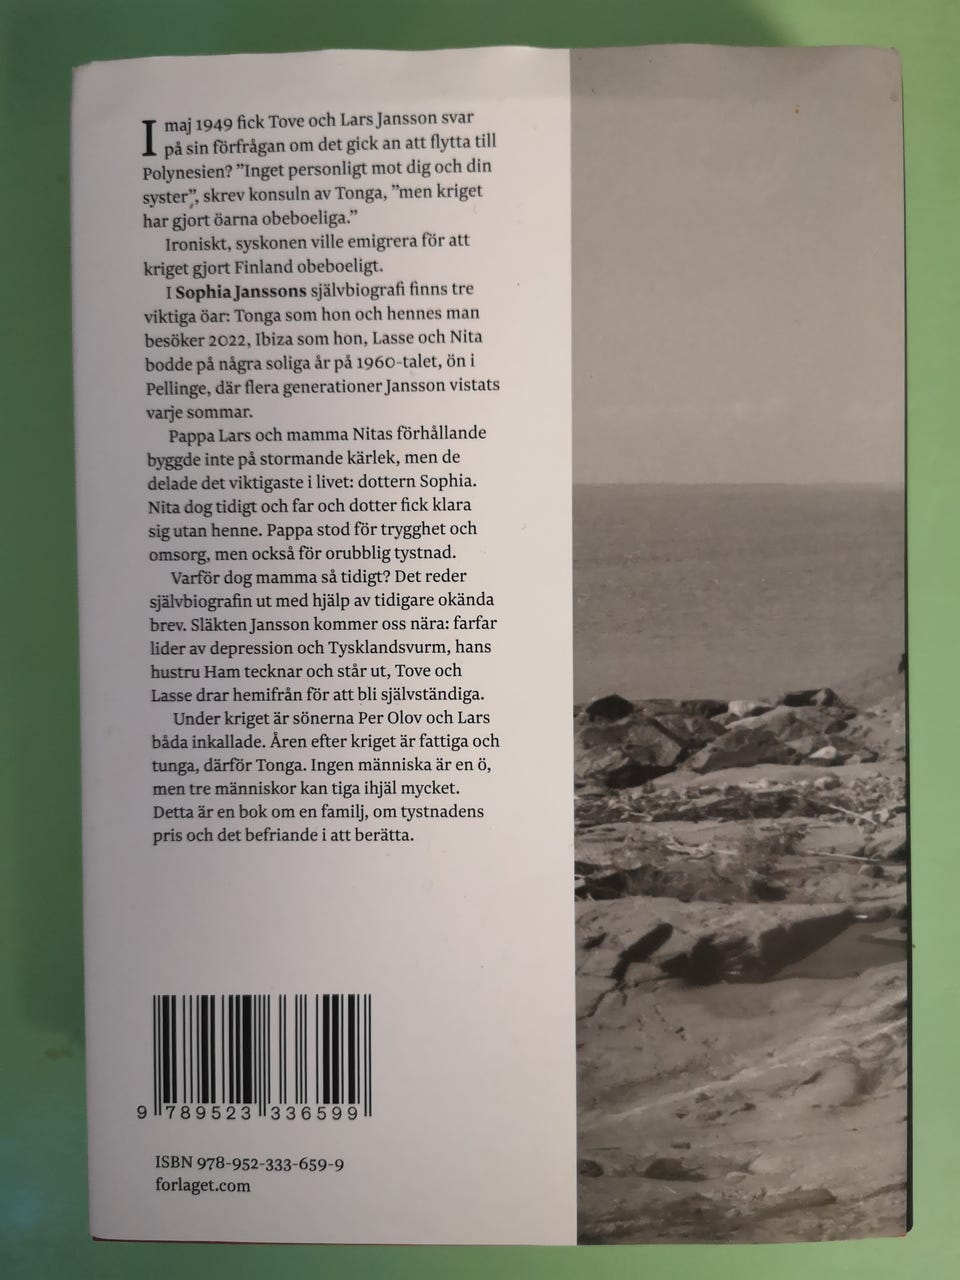 I maj 1949 fick Tove och Lars Jansson svar
på sin förfrågan om det gick an att flytta till
Polynesien? ”Inget personligt mot dig och din
syster”, skrev konsuln av Tonga, ”men kriget
har gjort öarna obeboeliga.”
Ironiskt, syskonen ville emigrera för att
kriget gjort Finland obeboeligt.
I Sophia Janssons självbiografi finns tre
viktiga öar: Tonga som hon och hennes man
besöker 2022, Ibiza som hon, Lasse och Nita
bodde på några soliga år på 1960-talet, ön i
Pellinge, där flera generationer Jansson vistats
varje sommar.
Pappa Lars och mamma Nitas förhållande
byggde inte på stormande kärlek, men de
delade det viktigaste i livet: dottern Sophia.
Nita dog tidigt och far och dotter fick klara
sig utan henne. Pappa stod för trygghet och
omsorg, men också för orubblig tystnad.
Varför dog mamma så tidigt? Det reder
självbiografin ut med hjälp av tidigare okända
brev. Släkten Jansson kommer oss nära: farfar
lider av depression och Tysklandsvurm, hans
hustru Ham tecknar och står ut, Tove och
Lasse drar hemifrån för att bli självständiga.
Under kriget är sönerna Per Olov och Lars
båda inkallade. Åren efter kriget är fattiga och
tunga, därför Tonga. Ingen människa är en ö,
men tre människor kan tiga ihjäl mycket.
Detta är en bok om en familj, om tystnadens
pris och det befriande i att berätta.
9 789523 336599
ISBN 978-952-333-659-9
forlaget.com